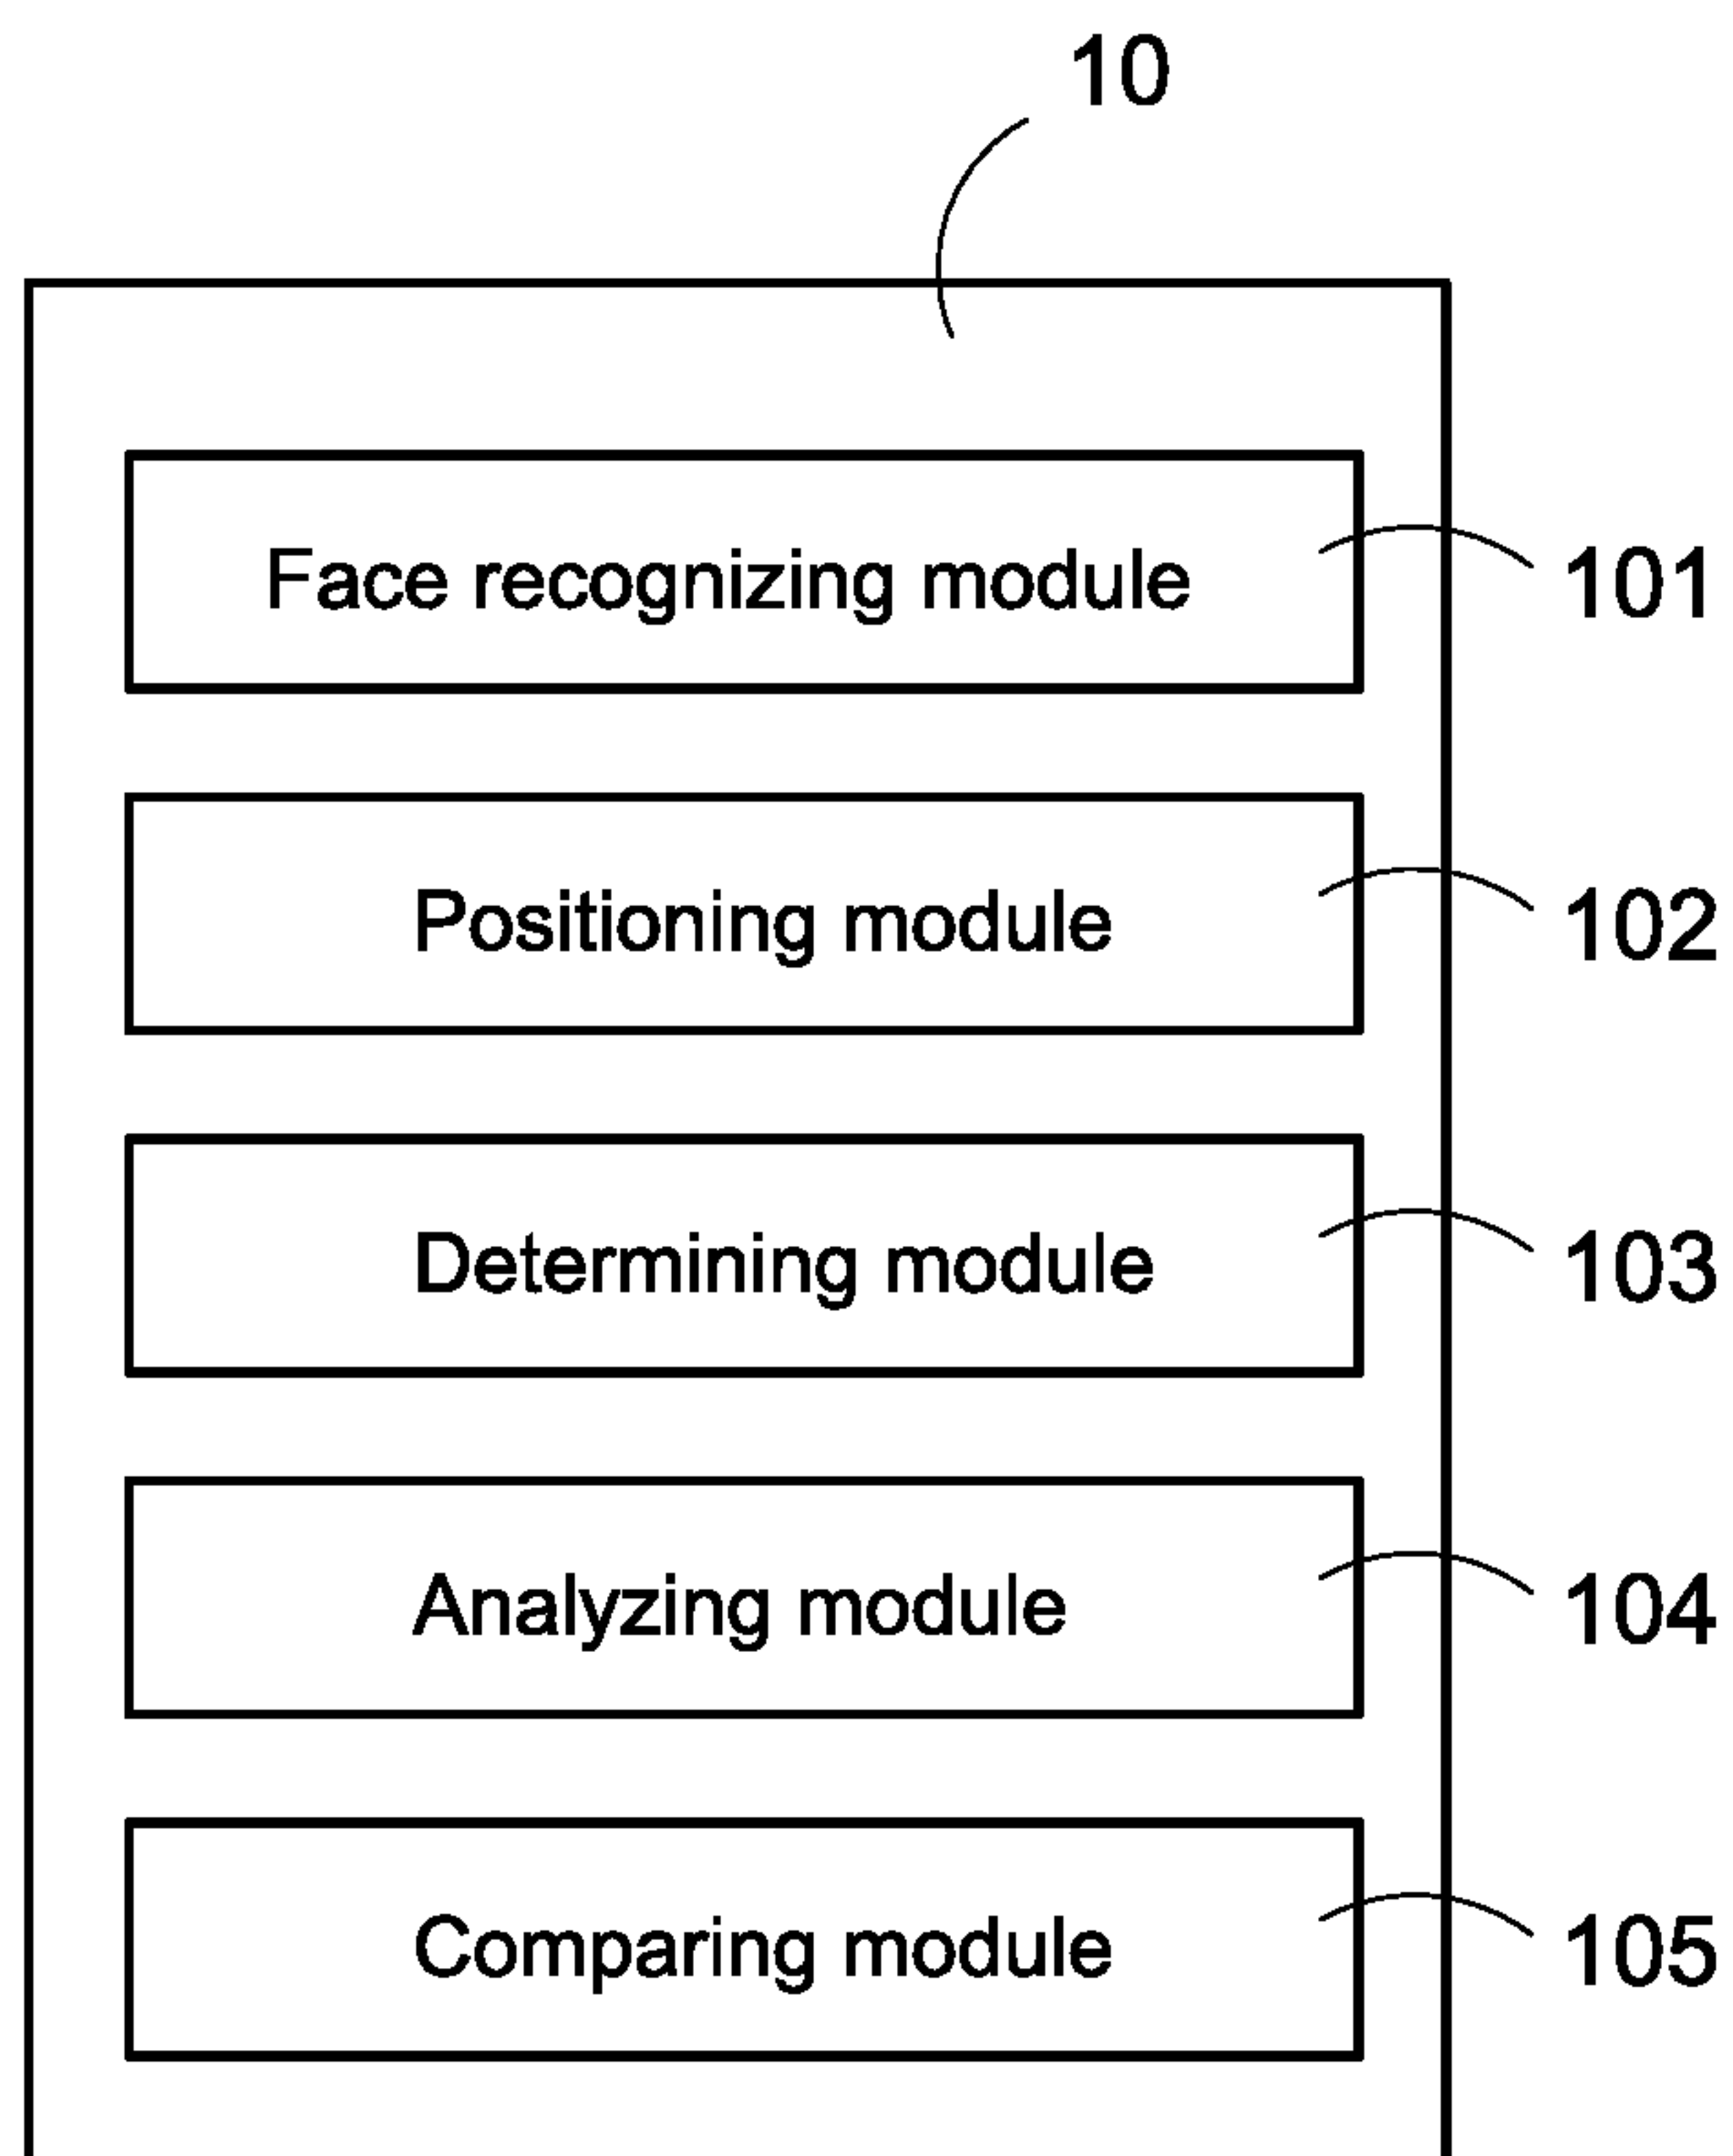 10
Face recognizing module 101
Positioning module 102
Determining module 103
Analyzing module 104
Comparing module 105